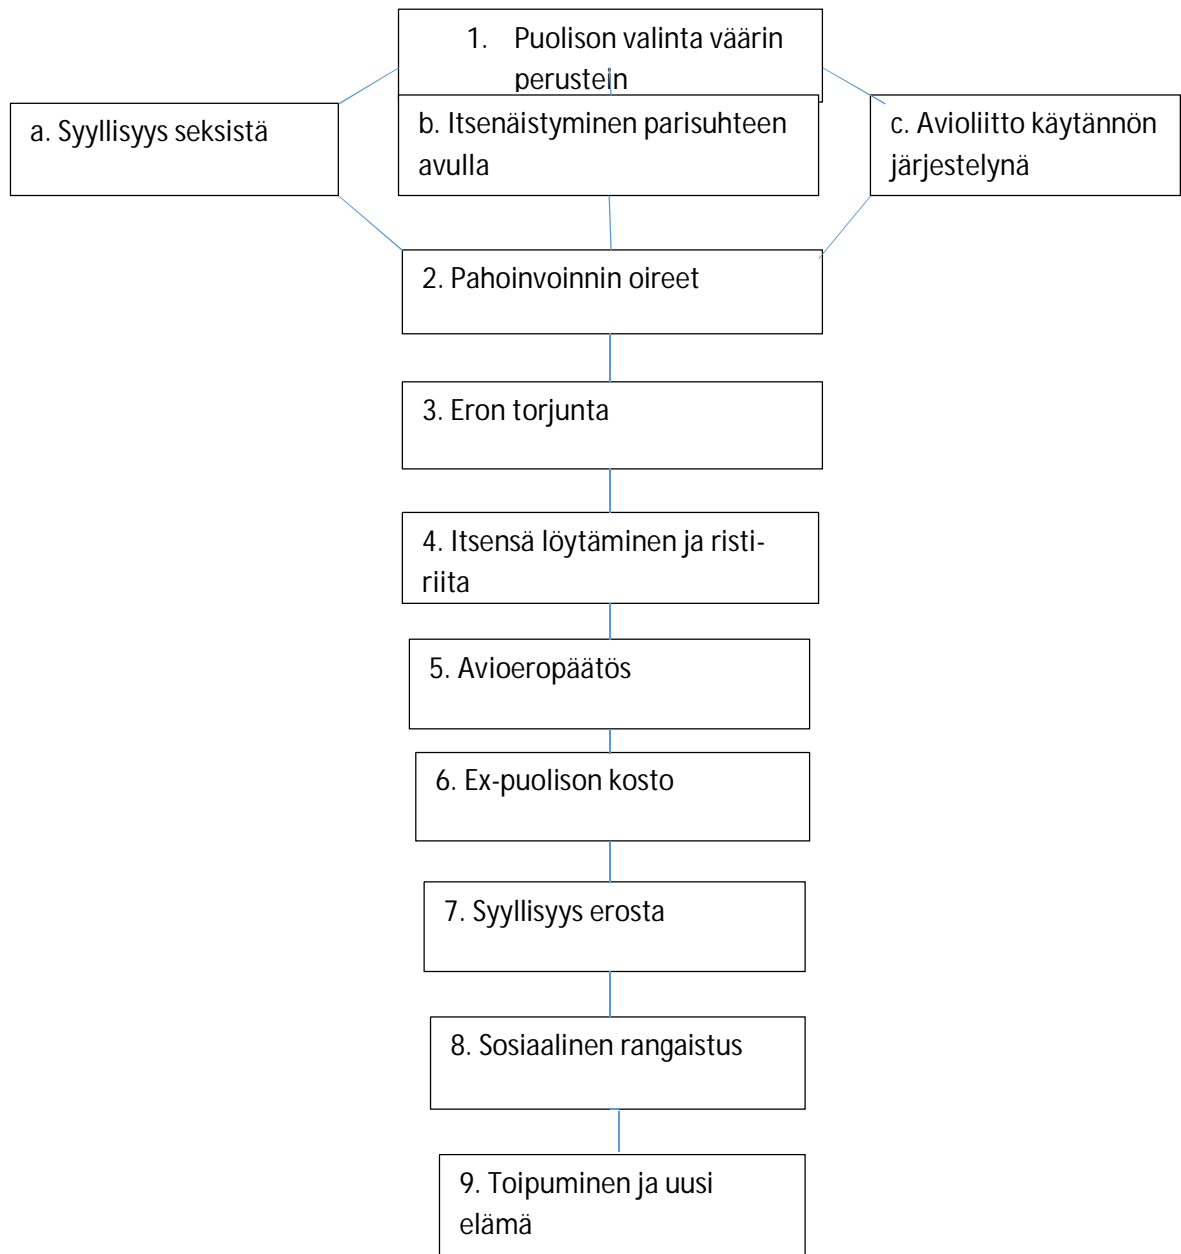 1. Puolison valinta väärin
perustein
a. Syyllisyys seksistä
b. Itsenäistyminen parisuhteen
avulla
c. Avioliitto käytännön
järjestelynä
2. Pahoinvoinnin oireet
3. Eron torjunta
4. Itsensä löytäminen ja risti-
riita
5. Avioeropäätös
6. Ex-puolison kosto
7. Syyllisyys erosta
8. Sosiaalinen rangaistus
9. Toipuminen ja uusi
elämä